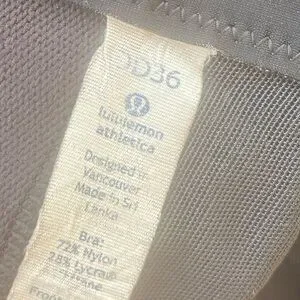 DD36
lululemon
athletica
Designed in
Vancouver
Made in Sri
Lanka
Bra:
72% Nylon
28% Lycra®